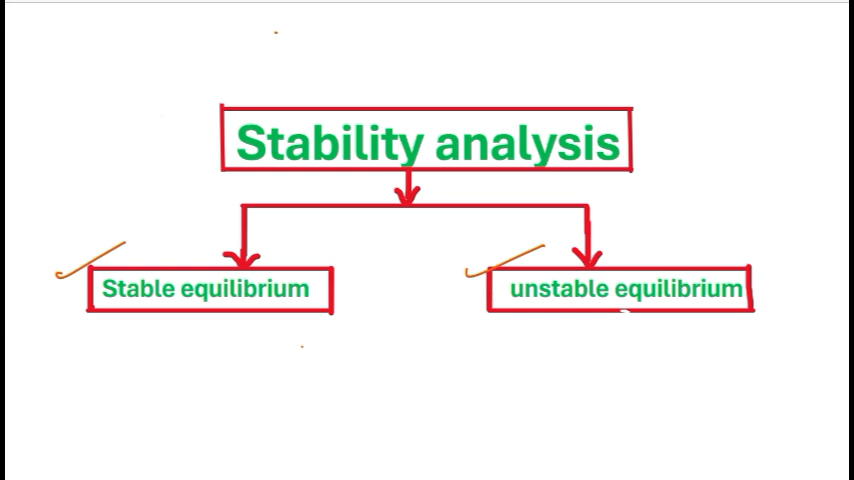 Stability analysis
Stable equilibrium
unstable equilibrium